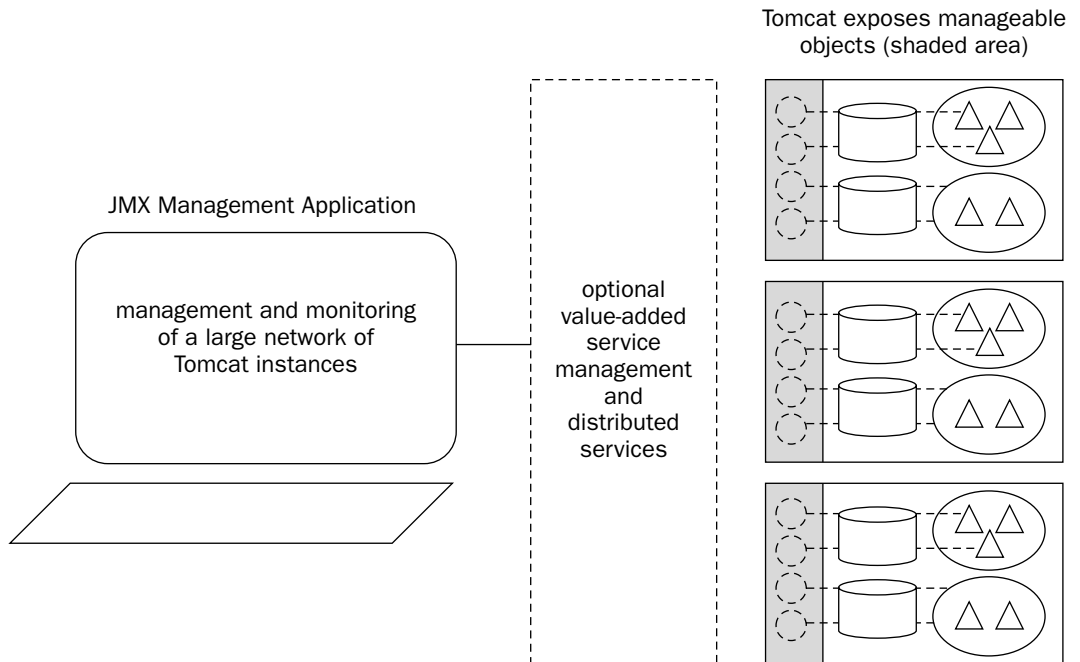 Tomcat exposes manageable
objects (shaded area)
JMX Management Application
management and monitoring
of a large network of
Tomcat instances
optional
value-added
service
management
and
distributed
services